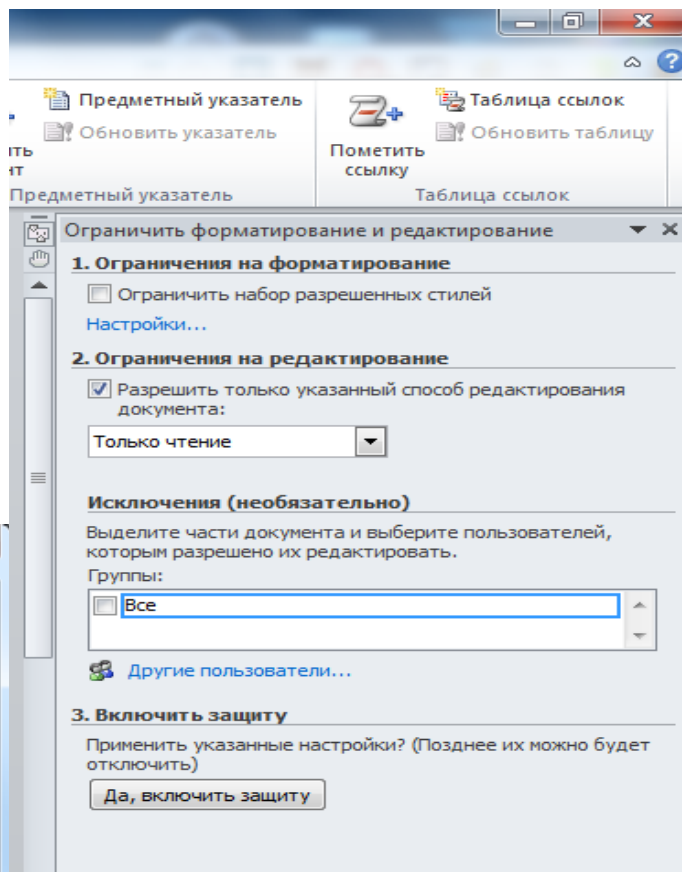 Предметный указатель
Обновить указатель
Таблица ссылок
Обновить таблицу
Пометить
ссылку
Предметный указатель
Таблица ссылок
Ограничить форматирование и редактирование
1. Ограничения на форматирование
Ограничить набор разрешенных стилей
Настройки...
2. Ограничения на редактирование
Разрешить только указанный способ редактирования
документа:
Только чтение
Исключения (необязательно)
Выделите части документа и выберите пользователей,
которым разрешено их редактировать.
Группы:
Все
Другие пользователи...
3. Включить защиту
Применить указанные настройки? (Позднее их можно будет
отключить)
Да, включить защиту